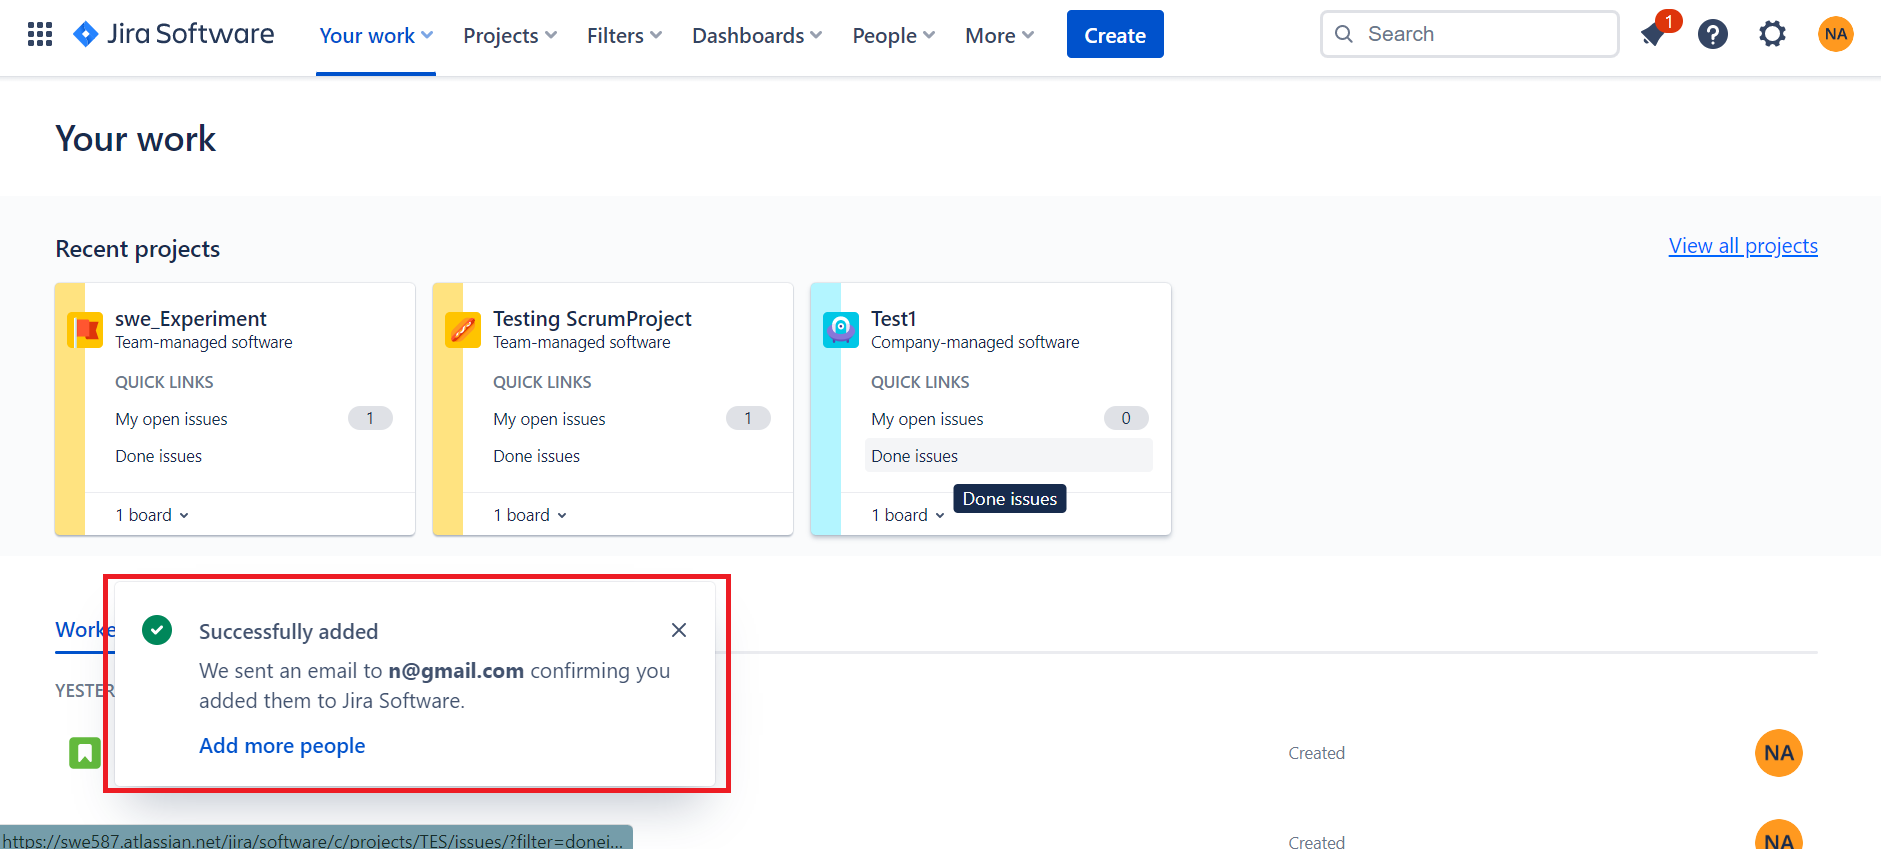 Jira Software Your work Projects Filters Dashboards People More Create Search 1 ? NA
Your work
Recent projects View all projects
swe_Experiment
Team-managed software
QUICK LINKS
My open issues 1
Done issues
1 board
Testing ScrumProject
Team-managed software
QUICK LINKS
My open issues 1
Done issues
1 board
Test1
Company-managed software
QUICK LINKS
My open issues 0
Done issues
Done issues
1 board
Worke
Successfully added
We sent an email to n@gmail.com confirming you
added them to Jira Software.
Add more people
YESTER
Created NA
Created NA
https://swe587.atlassian.net/jira/software/c/projects/TES/issues/?filter=donei...